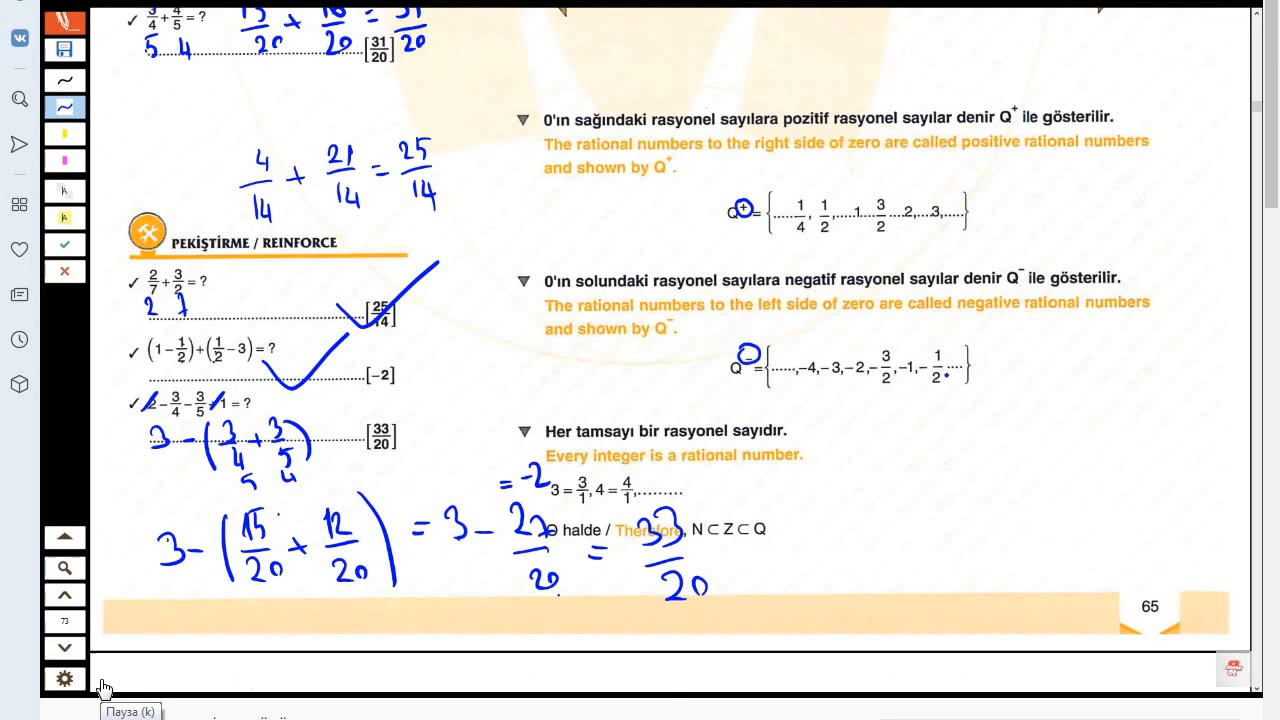 ✓ 3/4 + 4/5 = ? 15/20 + 16/20 = 31/20
5 4 [31/20]
4/14 + 21/14 = 25/14
PEKİŞTİRME / REINFORCE
✓ 2/7 + 3/2 = ?
2 7
[25/14]
✓ (1 - 1/2) + (1/2 - 3) = ?
[-2]
✓ 2 - 3/4 - 3/5 + 1 = ?
[33/20]
3 - (3/4 + 3/5)
5 4
= -2
3 - (15/20 + 12/20) = 3 - 27/20 = 33/20
▼ 0'ın sağındaki rasyonel sayılara pozitif rasyonel sayılar denir Q⁺ ile gösterilir.
The rational numbers to the right side of zero are called positive rational numbers
and shown by Q⁺.
Q⁺ = {......1/4, 1/2,....1....3/2....2,...3,....}
▼ 0'ın solundaki rasyonel sayılara negatif rasyonel sayılar denir Q⁻ ile gösterilir.
The rational numbers to the left side of zero are called negative rational numbers
and shown by Q⁻.
Q⁻ = {......,-4,-3,-2,-3/2,-1,-1/2....}
▼ Her tamsayı bir rasyonel sayıdır.
Every integer is a rational number.
3 = 3/1, 4 = 4/1,.........
O halde / Therefore, N ⊂ Z ⊂ Q
65
73
Пауза (k)